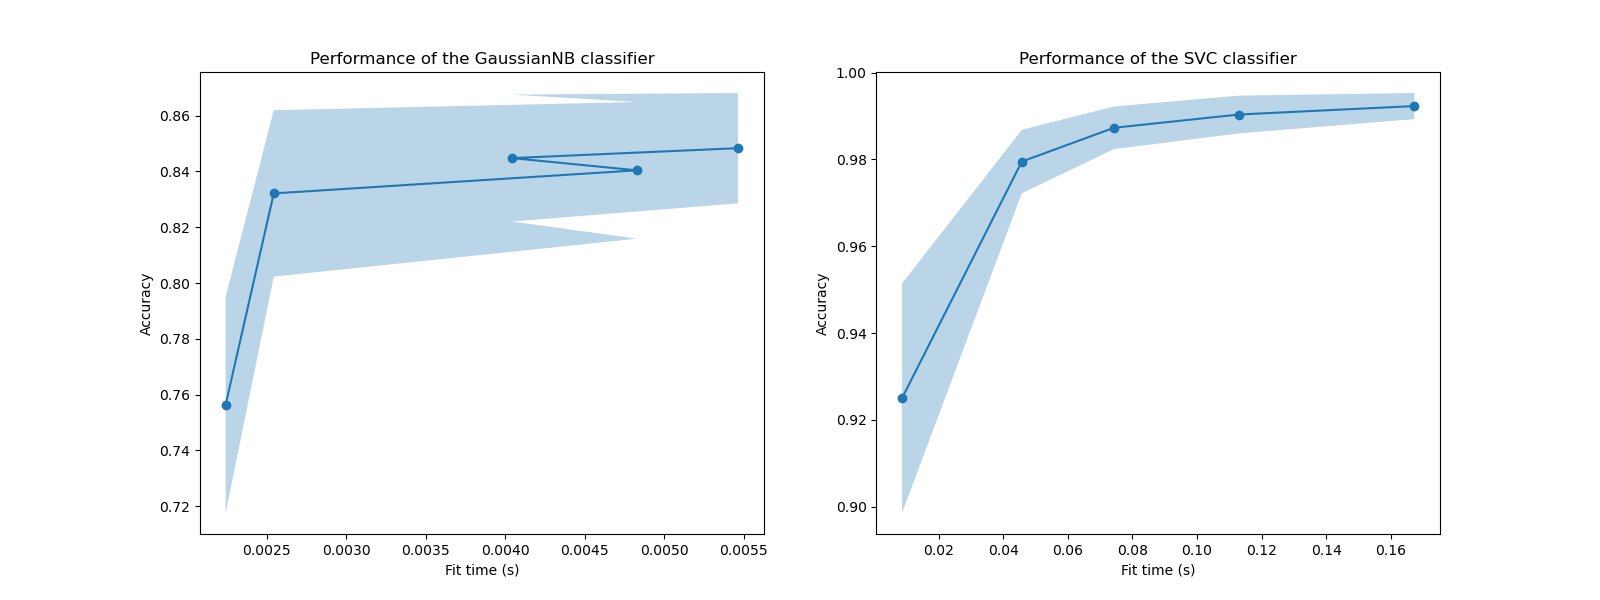 Performance of the GaussianNB classifier
Accuracy
0.86
0.84
0.82
0.80
0.78
0.76
0.74
0.72
0.0025 0.0030 0.0035 0.0040 0.0045 0.0050 0.0055
Fit time (s)
Performance of the SVC classifier
Accuracy
1.00
0.98
0.96
0.94
0.92
0.90
0.02 0.04 0.06 0.08 0.10 0.12 0.14 0.16
Fit time (s)